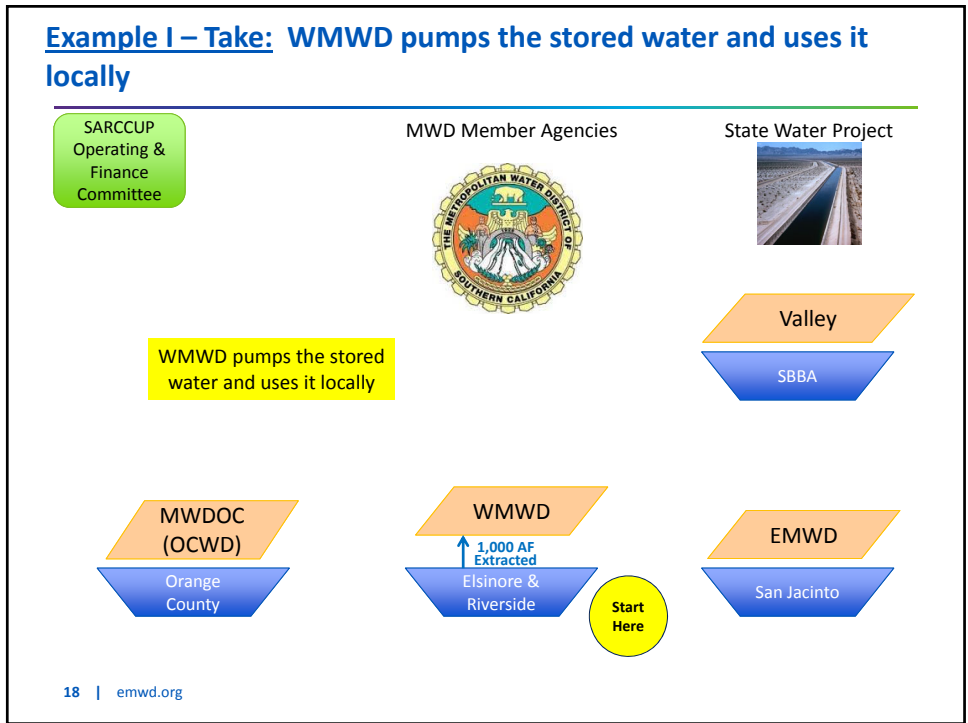 Example I – Take: WMWD pumps the stored water and uses it
locally
SARCCUP
Operating &
Finance
Committee
MWD Member Agencies
State Water Project
THE METROPOLITAN WATER DISTRICT OF
SOUTHERN CALIFORNIA
Valley
SBBA
WMWD pumps the stored
water and uses it locally
MWDOC
(OCWD)
Orange
County
WMWD
1,000 AF
Extracted
Elsinore &
Riverside
Start
Here
EMWD
San Jacinto
18 | emwd.org